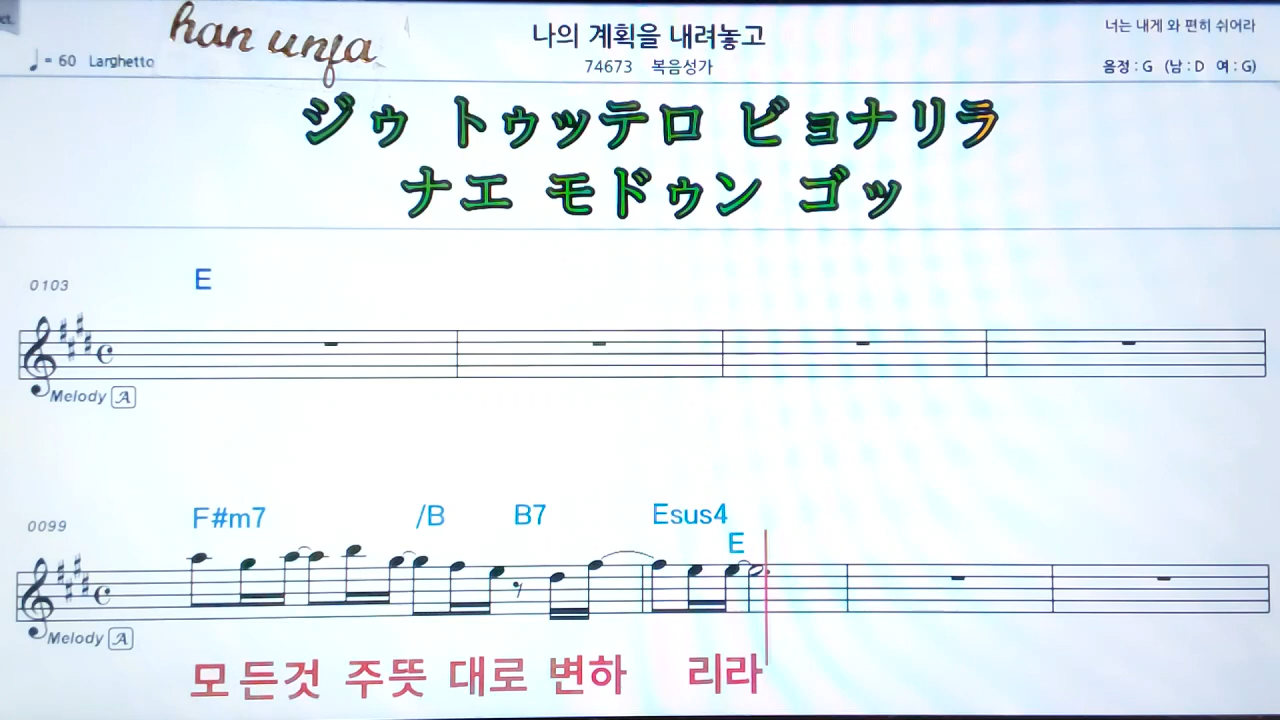 ct.
han unfa
나의 계획을 내려놓고
너는 내게 와 편히 쉬어라
♩= 60 Larghetto
74673 복음성가
음정 : G (남 : D 여 : G)
ジゥ トゥッテロ ビョナリラ
ナエ モドゥン ゴッ
0103 E
Melody A
0099 F#m7 /B B7 Esus4 E
Melody A
모든것 주뜻 대로 변하 리라